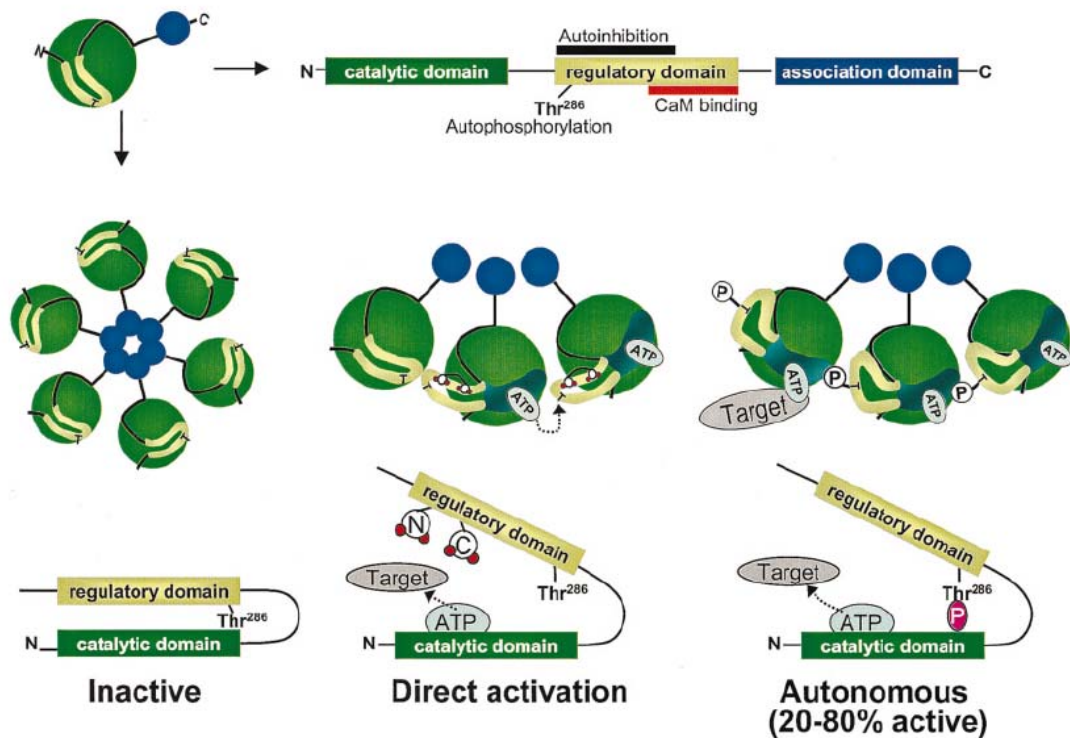 N
C
T
Autoinhibition
N
catalytic domain
regulatory domain
association domain
C
Thr286
CaM binding
Autophosphorylation
T
T
T
T
T
T
T
T
ATP
T
ATP
P
ATP
Target
P
ATP
P
ATP
regulatory domain
N
C
Target
Thr286
ATP
N
catalytic domain
regulatory domain
Thr286
N
catalytic domain
regulatory domain
Target
Thr286
P
ATP
N
catalytic domain
Inactive
Direct activation
Autonomous
(20-80% active)